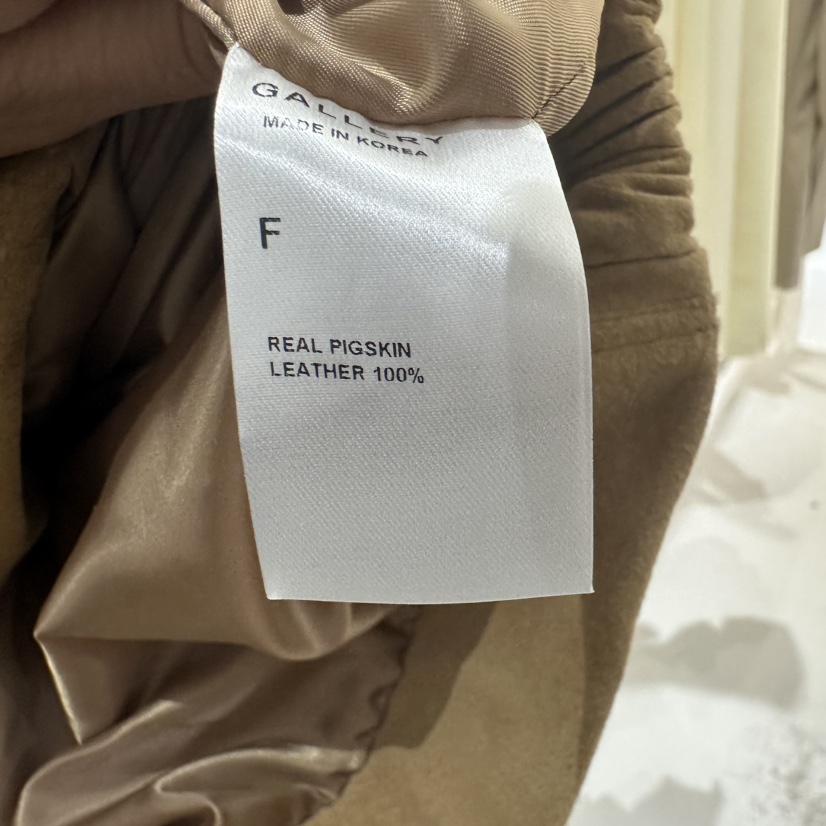 GALLERY
MADE IN KOREA
F
REAL PIGSKIN
LEATHER 100%